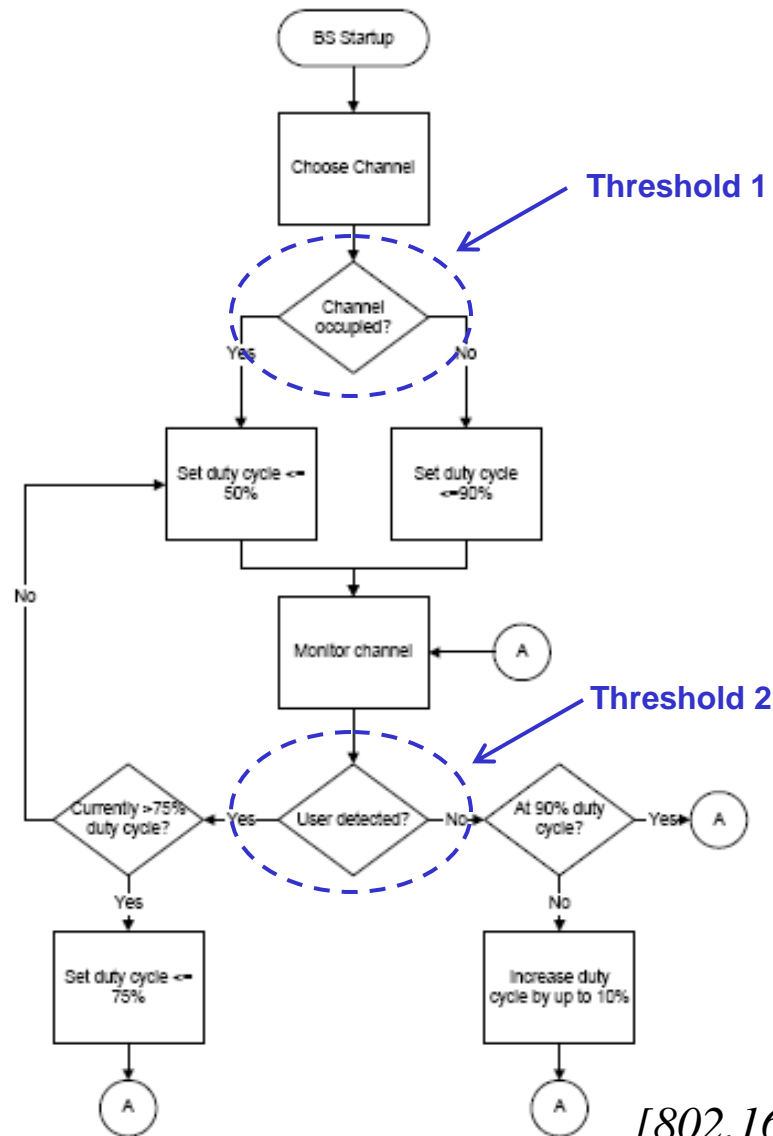 BS Startup
Choose Channel
Threshold 1
Channel
occupied?
Yes
No
Set duty cycle <=
50%
Set duty cycle
<=90%
No
Monitor channel
A
Threshold 2
Currently >75%
duty cycle?
Yes
User detected?
No
At 90% duty
cycle?
Yes
A
Yes
No
Set duty cycle <=
75%
Increase duty
cycle by up to 10%
A
A
[802.16